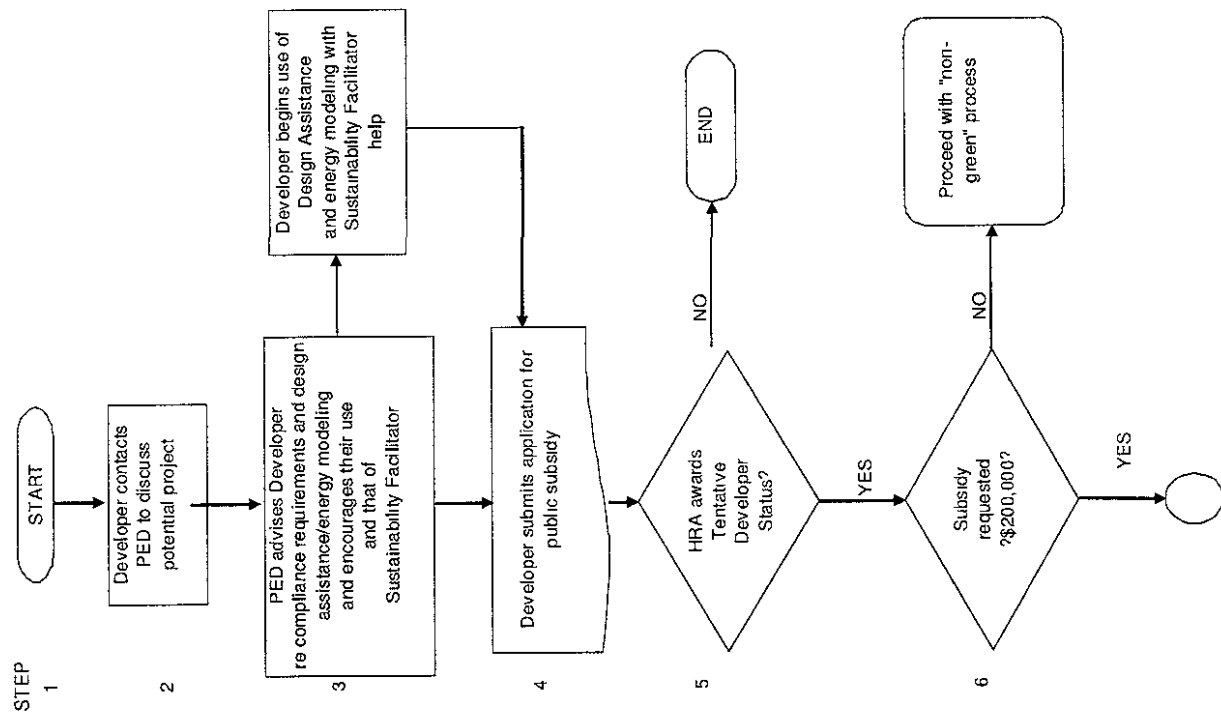 STEP
1
START
2
Developer contacts
PED to discuss
potential project
3
PED advises Developer
re compliance requirements and design
assistance/energy modeling
and encourages their use
and that of
Sustainability Facilitator
Developer begins use of
Design Assistance
and energy modeling with
Sustainability Facilitator
help
4
Developer submits application for
public subsidy
5
HRA awards
Tentative
Developer
Status?
NO
END
YES
6
Subsidy
requested
?$200,000?
NO
Proceed with "non-
green" process
YES